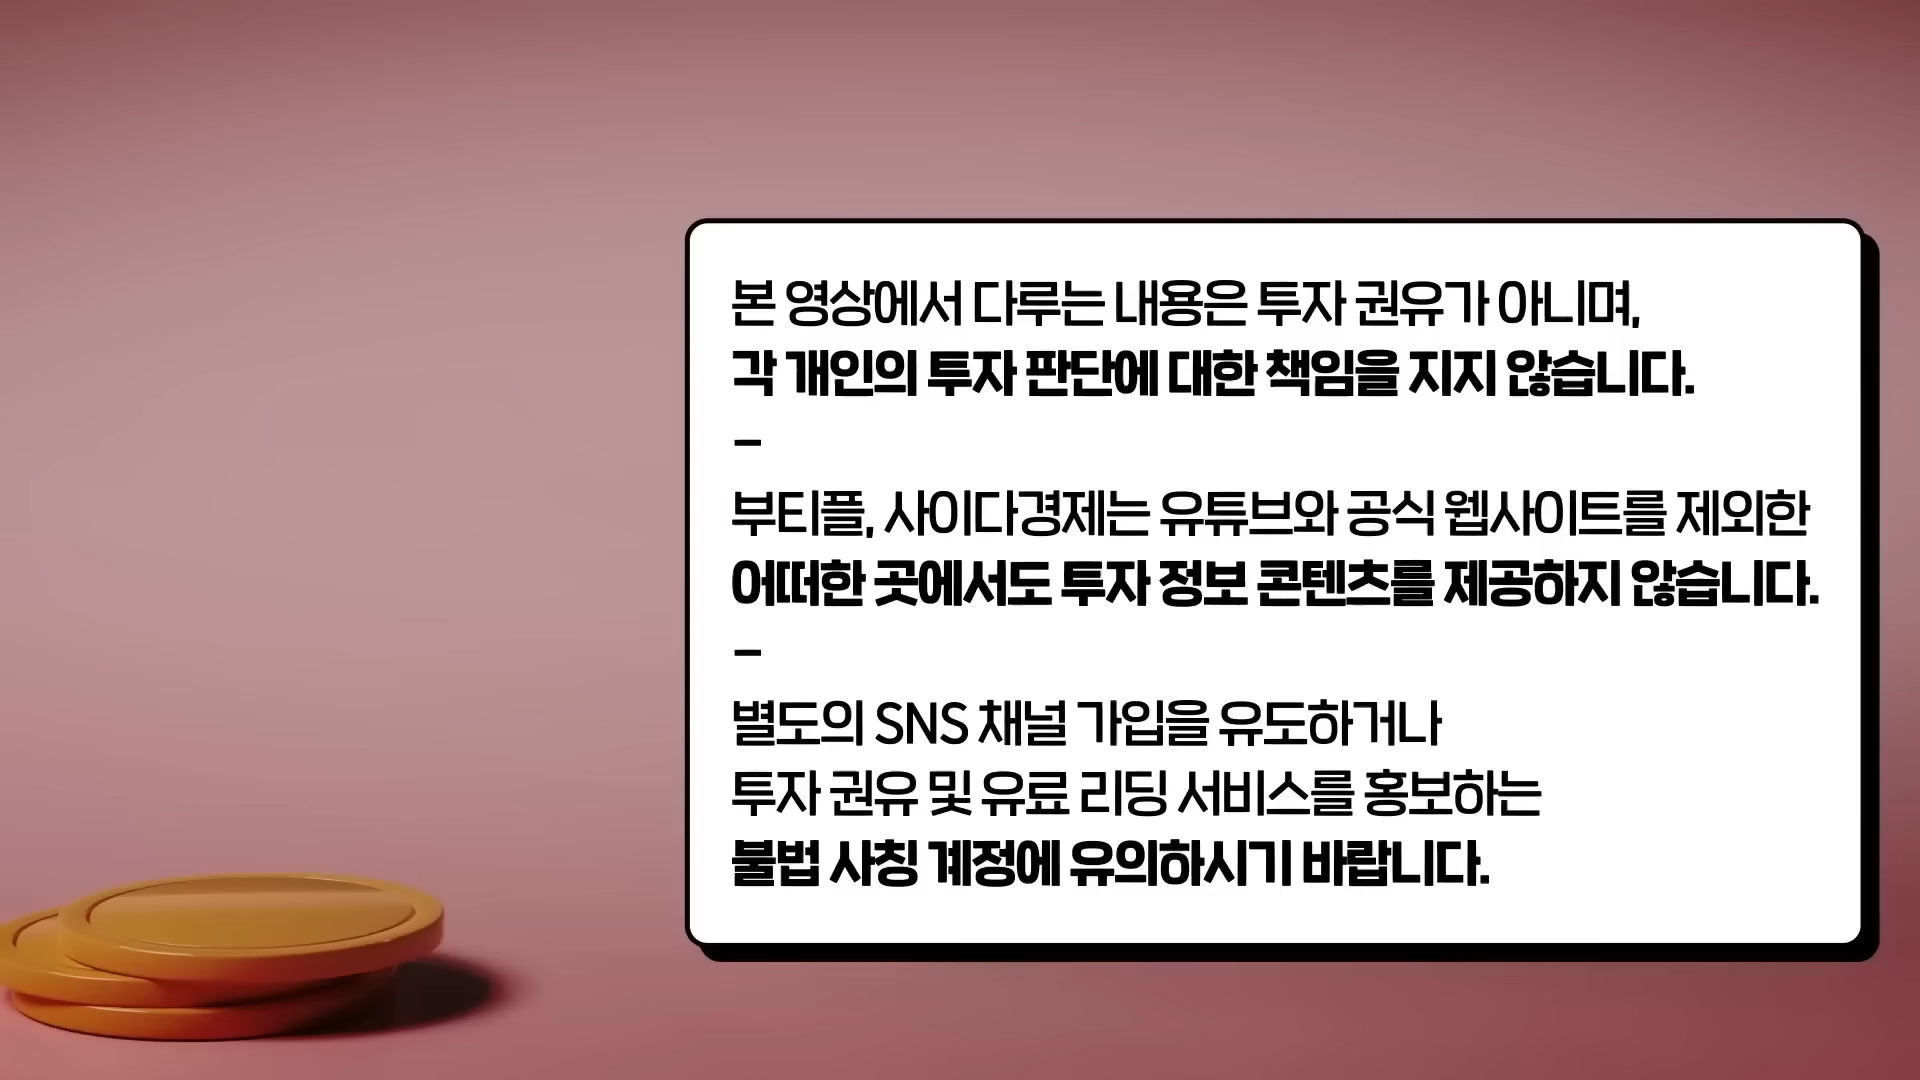 본 영상에서 다루는 내용은 투자 권유가 아니며,
각 개인의 투자 판단에 대한 책임을 지지 않습니다.
–
부티플, 사이다경제는 유튜브와 공식 웹사이트를 제외한
어떠한 곳에서도 투자 정보 콘텐츠를 제공하지 않습니다.
–
별도의 SNS 채널 가입을 유도하거나
투자 권유 및 유료 리딩 서비스를 홍보하는
불법 사칭 계정에 유의하시기 바랍니다.